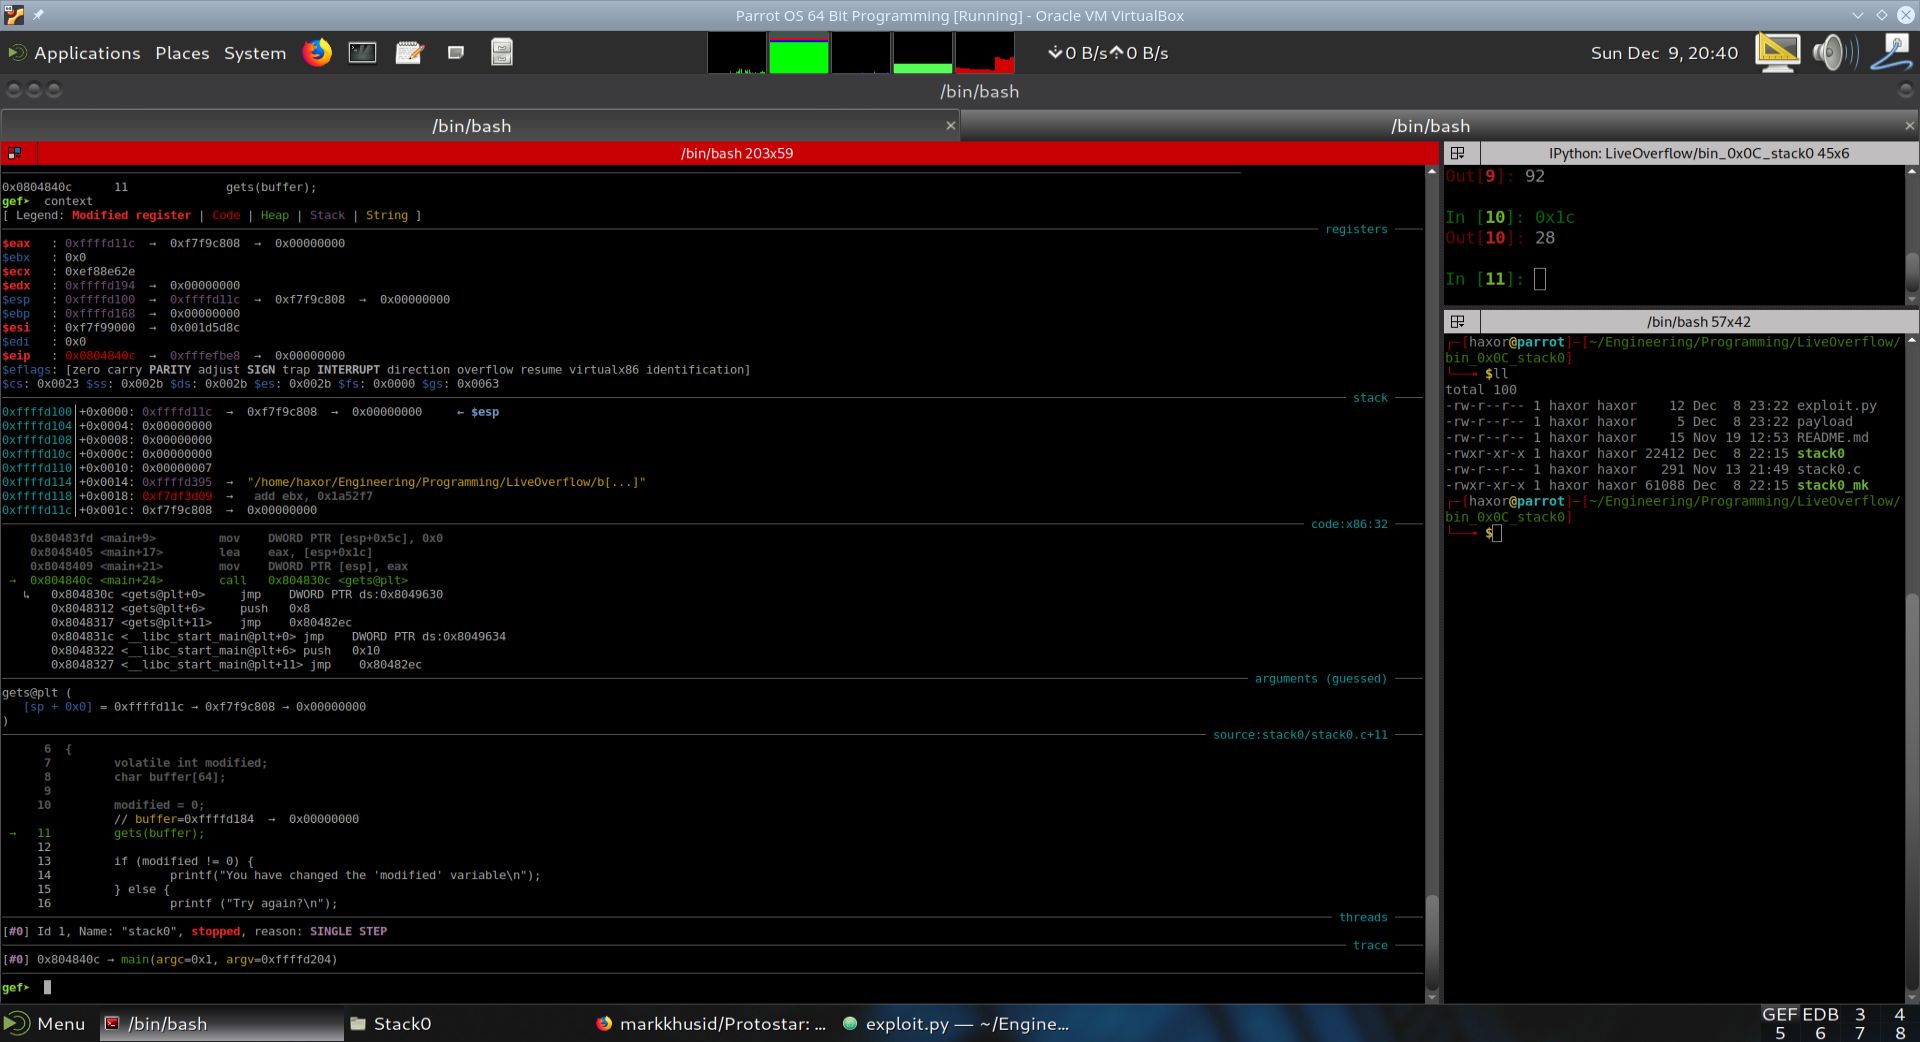 Parrot OS 64 Bit Programming [Running] - Oracle VM VirtualBox
Applications Places System 0 B/s 0 B/s Sun Dec 9, 20:40
/bin/bash
/bin/bash × /bin/bash ×
/bin/bash 203x59
0x0804840c 11 gets(buffer);
gef➤ context
[ Legend: Modified register | Code | Heap | Stack | String ]
registers
$eax : 0xffffd11c → 0xf7f9c808 → 0x00000000
$ebx : 0x0
$ecx : 0xef88e62e
$edx : 0xffffd194 → 0x00000000
$esp : 0xffffd100 → 0xffffd11c → 0xf7f9c808 → 0x00000000
$ebp : 0xffffd168 → 0x00000000
$esi : 0xf7f99000 → 0x001d5d8c
$edi : 0x0
$eip : 0x0804840c → 0xfffefbe8 → 0x00000000
$eflags: [zero carry PARITY adjust SIGN trap INTERRUPT direction overflow resume virtualx86 identification]
$cs: 0x0023 $ss: 0x002b $ds: 0x002b $es: 0x002b $fs: 0x0000 $gs: 0x0063
stack
0xffffd100│+0x0000: 0xffffd11c → 0xf7f9c808 → 0x00000000 ← $esp
0xffffd104│+0x0004: 0x00000000
0xffffd108│+0x0008: 0x00000000
0xffffd10c│+0x000c: 0x00000000
0xffffd110│+0x0010: 0x00000007
0xffffd114│+0x0014: 0xffffd395 → "/home/haxor/Engineering/Programming/LiveOverflow/b[...]"
0xffffd118│+0x0018: 0xf7df3d09 → add ebx, 0x1a52f7
0xffffd11c│+0x001c: 0xf7f9c808 → 0x00000000
code:x86:32
0x80483fd <main+9> mov DWORD PTR [esp+0x5c], 0x0
0x8048405 <main+17> lea eax, [esp+0x1c]
0x8048409 <main+21> mov DWORD PTR [esp], eax
→ 0x804840c <main+24> call 0x804830c <gets@plt>
↳ 0x804830c <gets@plt+0> jmp DWORD PTR ds:0x8049630
0x8048312 <gets@plt+6> push 0x8
0x8048317 <gets@plt+11> jmp 0x80482ec
0x804831c <__libc_start_main@plt+0> jmp DWORD PTR ds:0x8049634
0x8048322 <__libc_start_main@plt+6> push 0x10
0x8048327 <__libc_start_main@plt+11> jmp 0x80482ec
arguments (guessed)
gets@plt (
[sp + 0x0] = 0xffffd11c → 0xf7f9c808 → 0x00000000
)
source:stack0/stack0.c+11
6 {
7 volatile int modified;
8 char buffer[64];
9
10 modified = 0;
// buffer=0xffffd184 → 0x00000000
→ 11 gets(buffer);
12
13 if (modified != 0) {
14 printf("You have changed the 'modified' variable\n");
15 } else {
16 printf ("Try again?\n");
threads
[#0] Id 1, Name: "stack0", stopped, reason: SINGLE STEP
trace
[#0] 0x804840c → main(argc=0x1, argv=0xffffd204)
gef➤
IPython: LiveOverflow/bin_0x0C_stack0 45x6
Out[9]: 92
In [10]: 0x1c
Out[10]: 28
In [11]:
/bin/bash 57x42
┌─[haxor@parrot]─[~/Engineering/Programming/LiveOverflow/
bin_0x0C_stack0]
└──╼ $ll
total 100
-rw-r--r-- 1 haxor haxor 12 Dec 8 23:22 exploit.py
-rw-r--r-- 1 haxor haxor 5 Dec 8 23:22 payload
-rw-r--r-- 1 haxor haxor 15 Nov 19 12:53 README.md
-rwxr-xr-x 1 haxor haxor 22412 Dec 8 22:15 stack0
-rw-r--r-- 1 haxor haxor 291 Nov 13 21:49 stack0.c
-rwxr-xr-x 1 haxor haxor 61088 Dec 8 22:15 stack0_mk
┌─[haxor@parrot]─[~/Engineering/Programming/LiveOverflow/
bin_0x0C_stack0]
└──╼ $
Menu /bin/bash Stack0 markkhusid/Protostar: ... exploit.py — ~/Engine...
GEF EDB 3 4
5 6 7 8